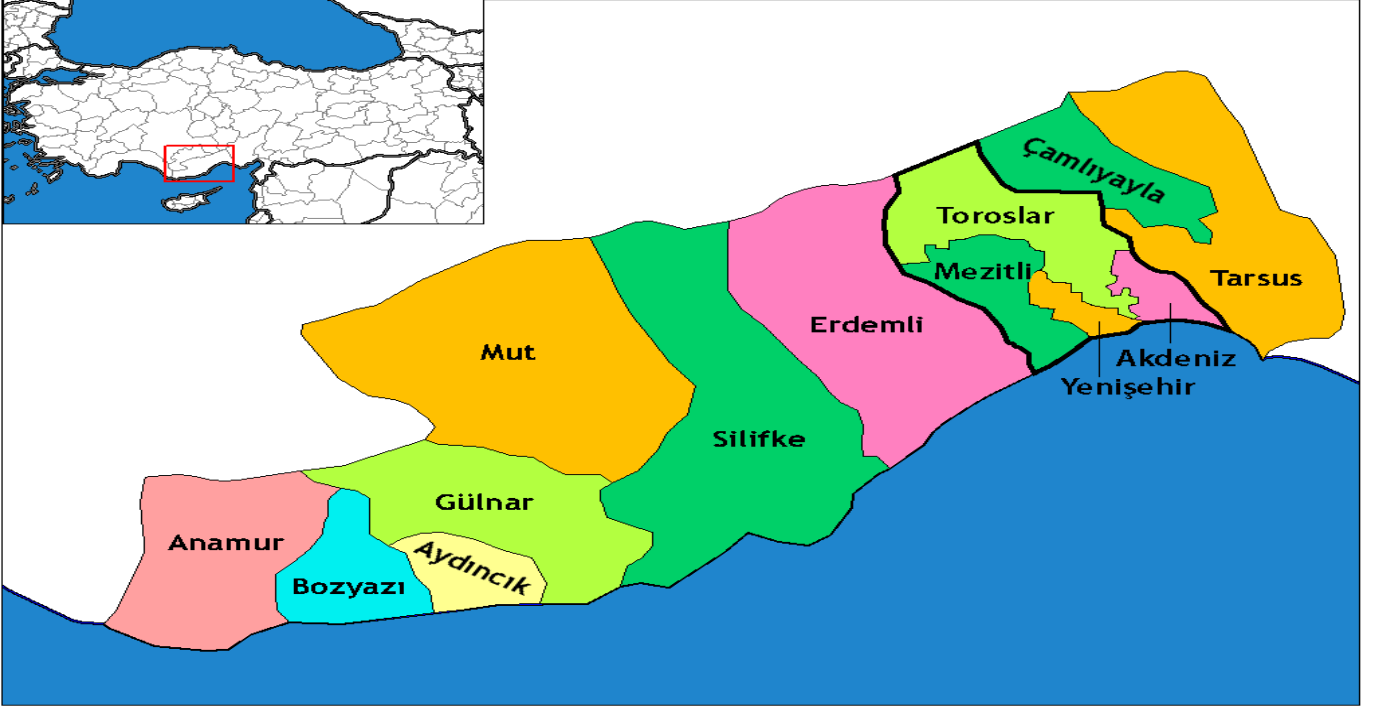 Çamlıyayla
Toroslar
Mezitli
Tarsus
Erdemli
Mut
Akdeniz
Yenişehir
Silifke
Gülnar
Anamur
Aydıncık
Bozyazı